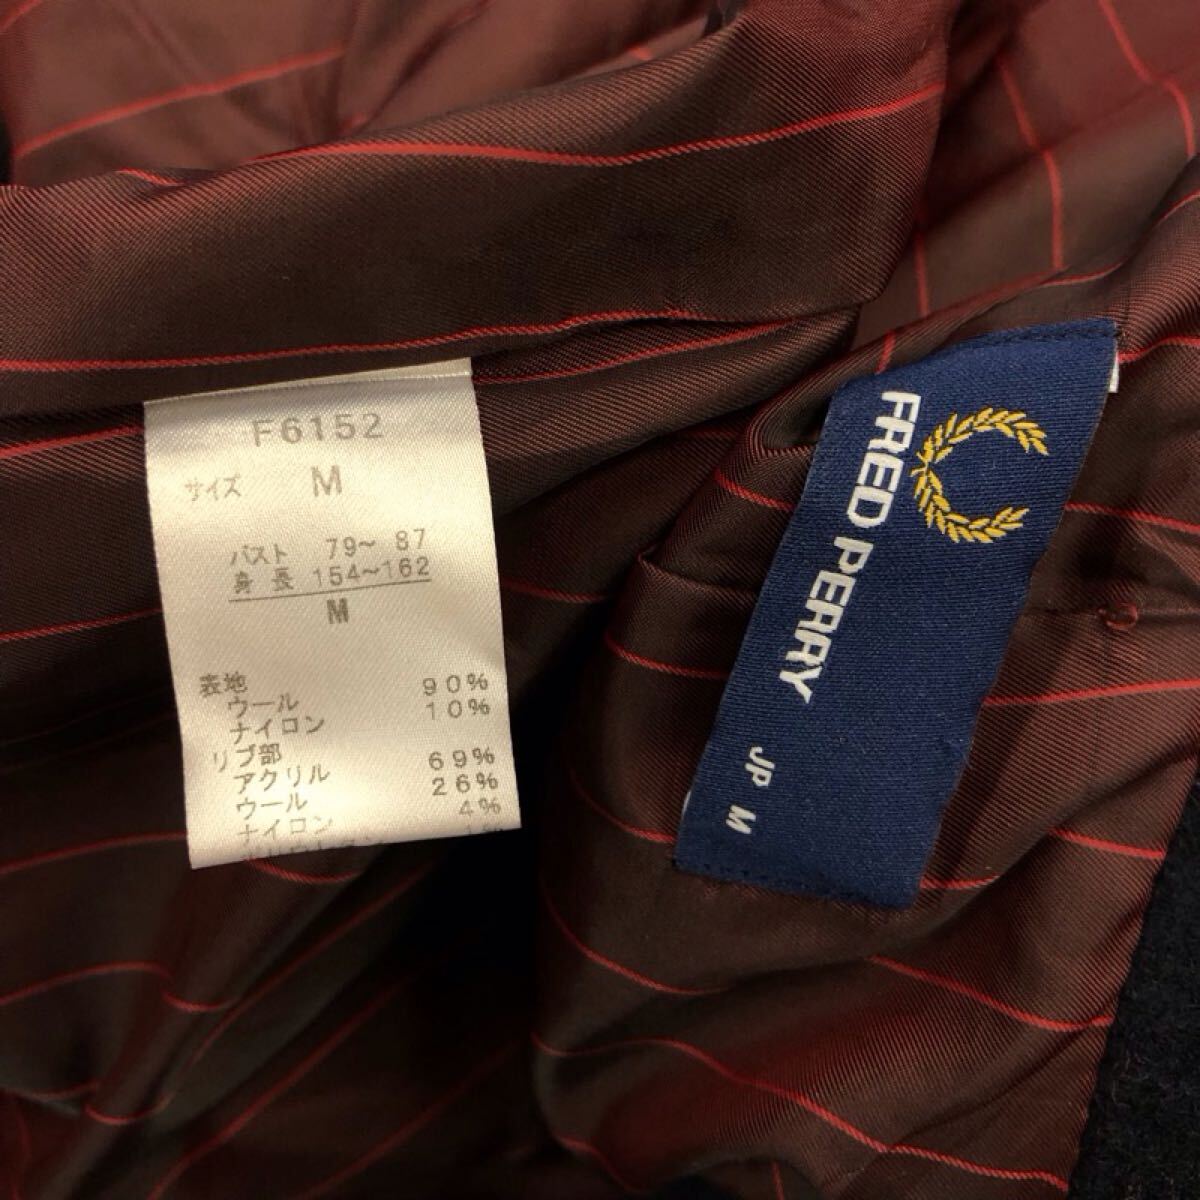 F6152
サイズ M
バスト 79～ 87
身長 154～162
M
表地
ウール 90%
ナイロン 10%
リブ部
アクリル 69%
ウール 26%
ナイロン 4%
FRED PERRY
JP M